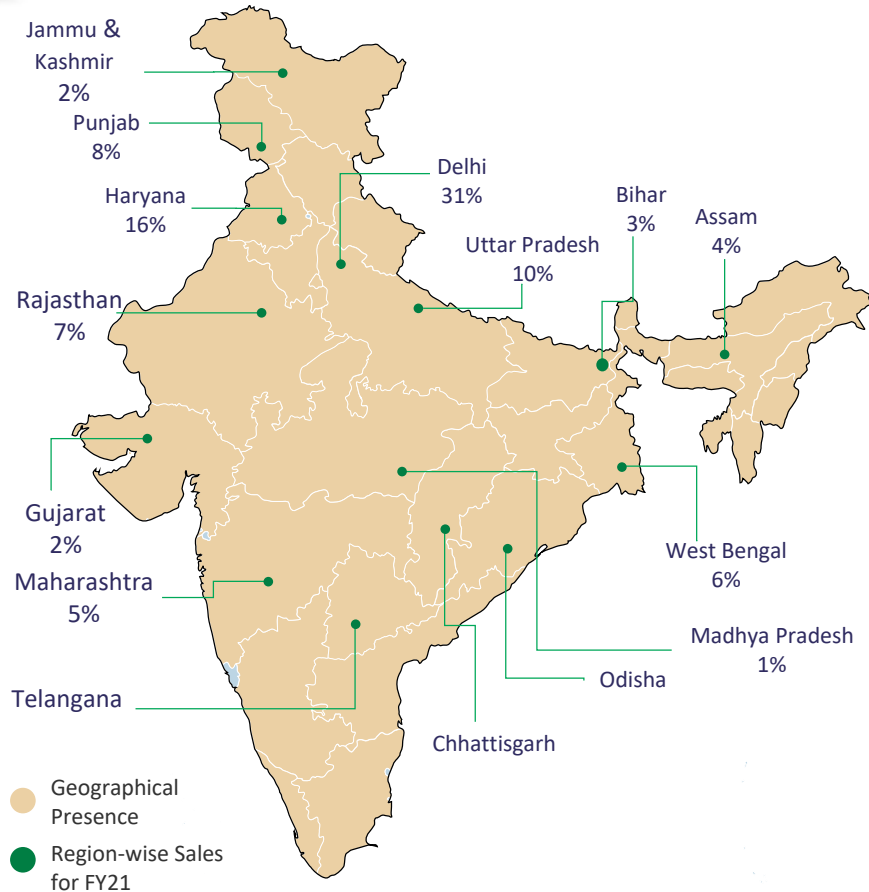 Jammu &
Kashmir
2%
Punjab
8%
Delhi
31%
Haryana
16%
Bihar
3%
Assam
4%
Uttar Pradesh
10%
Rajasthan
7%
Gujarat
2%
West Bengal
6%
Maharashtra
5%
Madhya Pradesh
1%
Odisha
Telangana
Chhattisgarh
Geographical
Presence
Region-wise Sales
for FY21